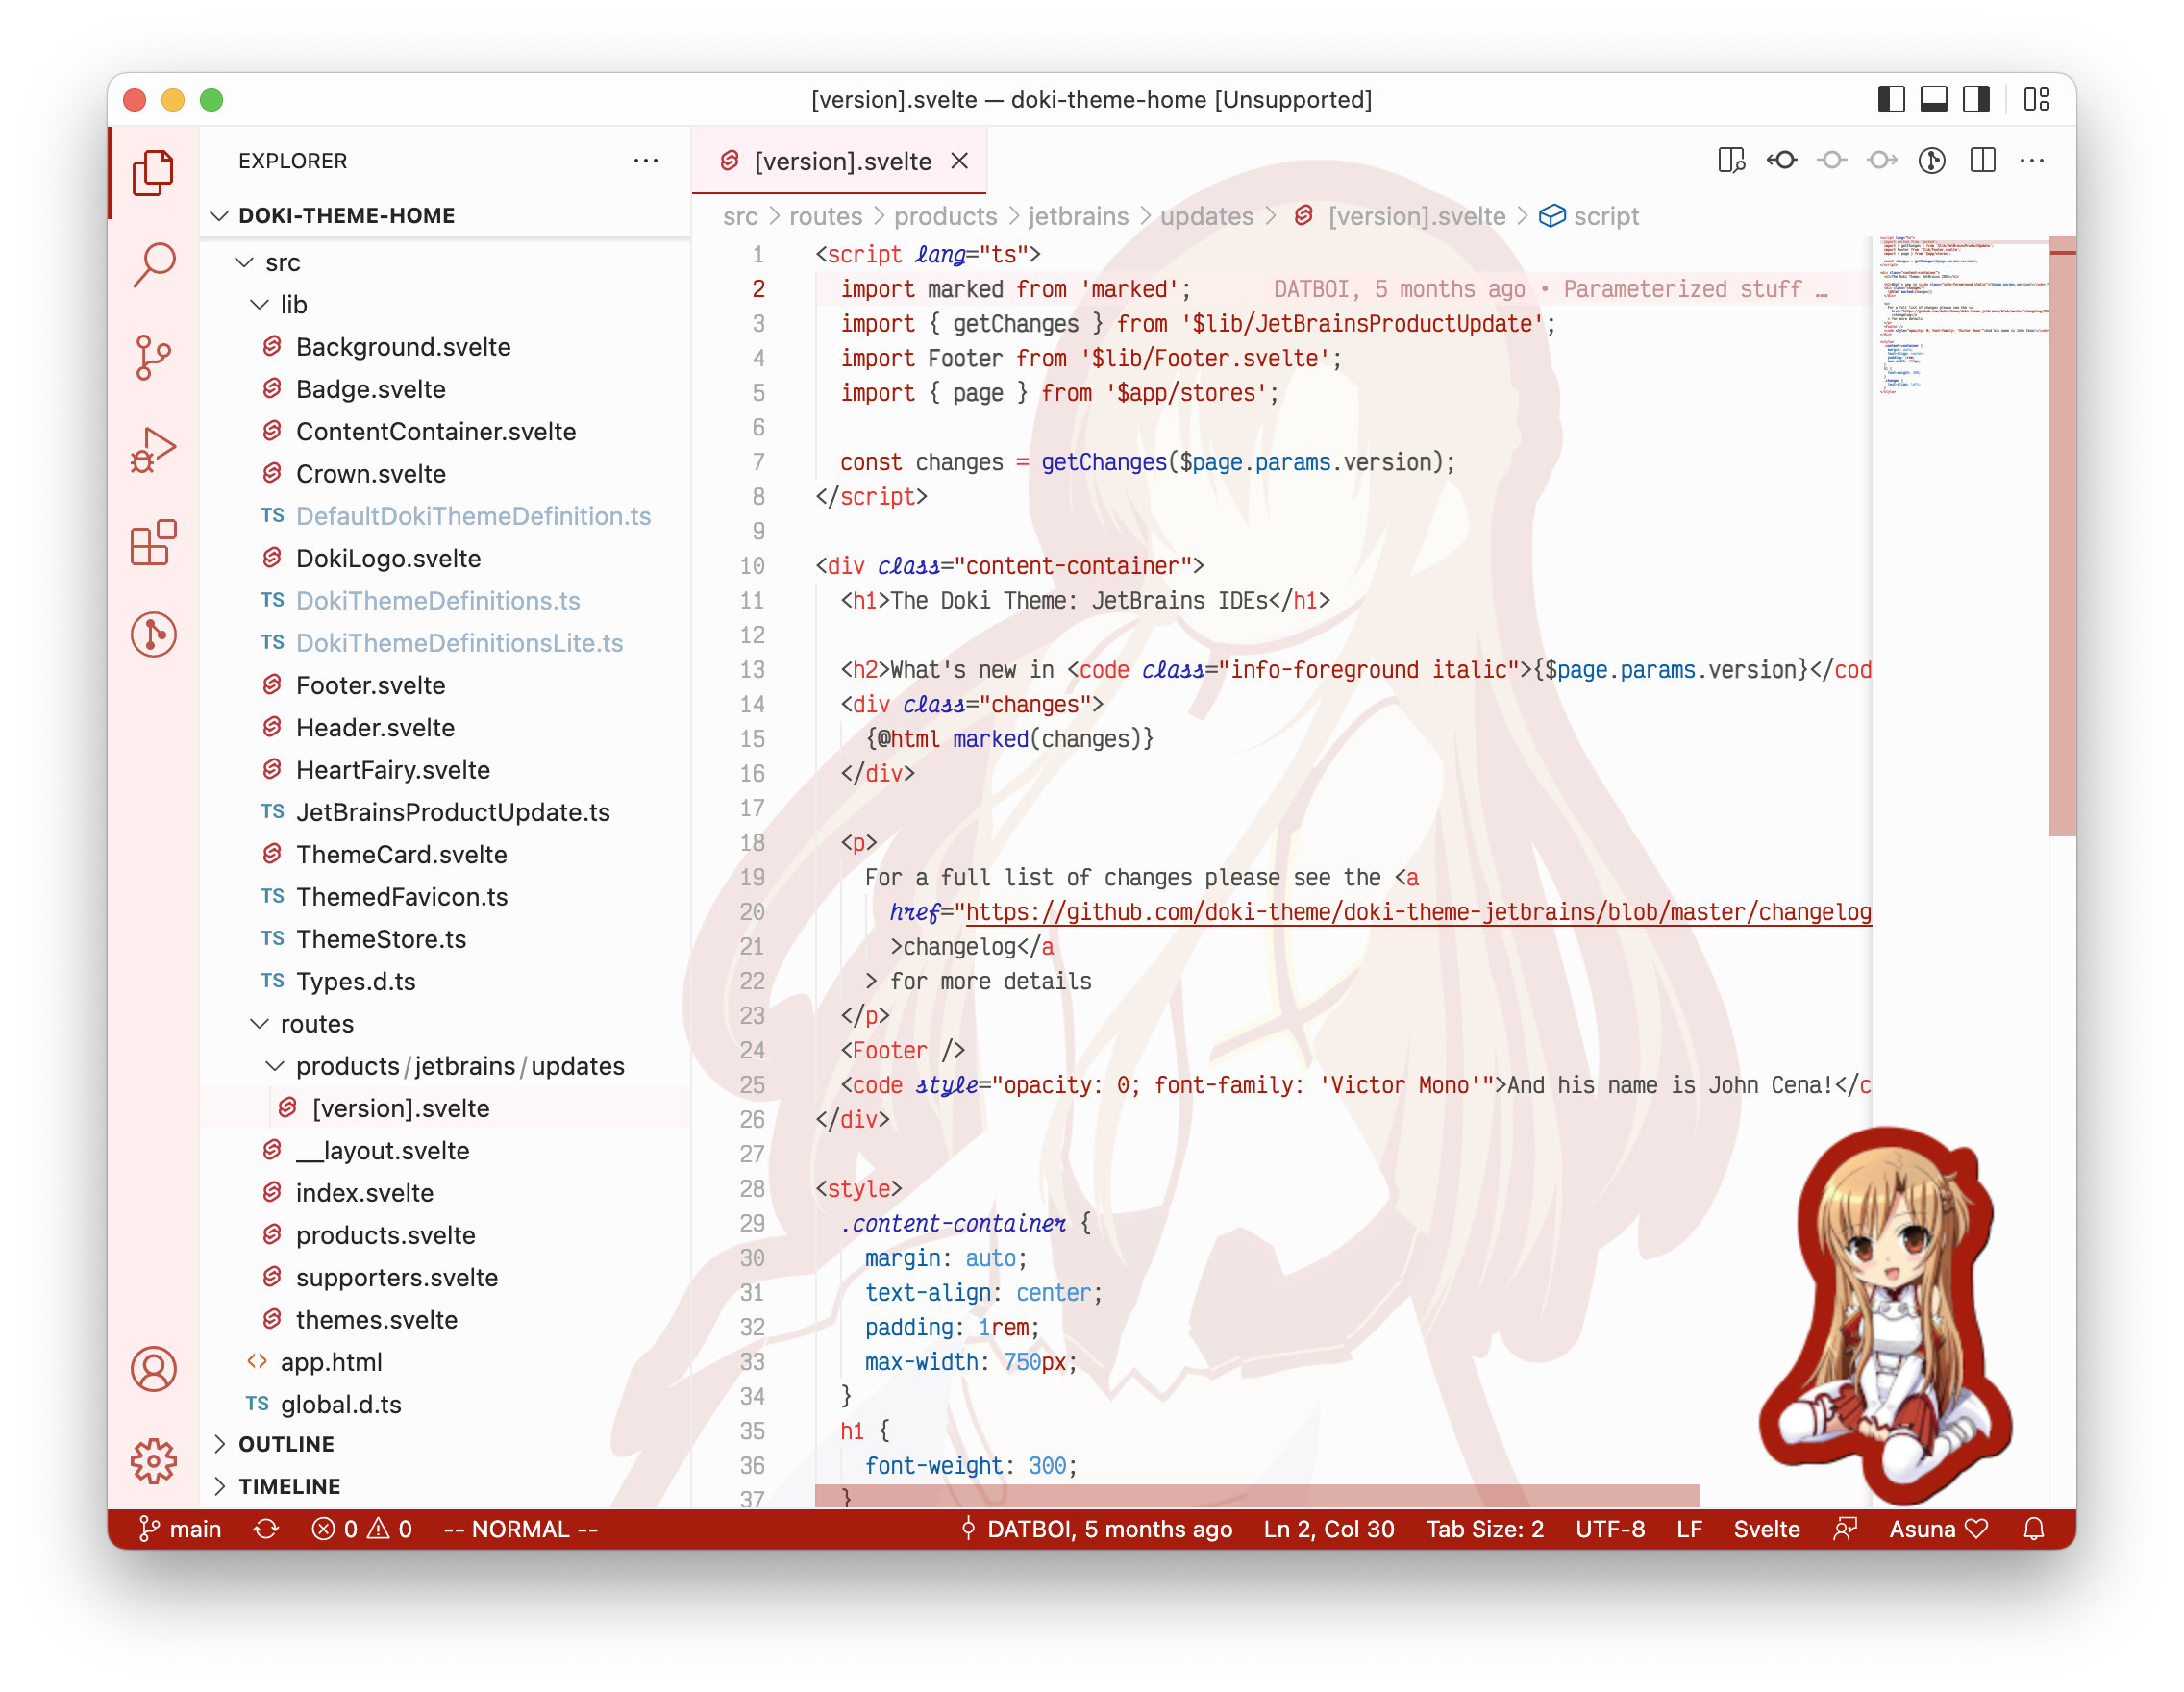 [version].svelte — doki-theme-home [Unsupported]
EXPLORER
DOKI-THEME-HOME
src
lib
Background.svelte
Badge.svelte
ContentContainer.svelte
Crown.svelte
TS DefaultDokiThemeDefinition.ts
DokiLogo.svelte
TS DokiThemeDefinitions.ts
TS DokiThemeDefinitionsLite.ts
Footer.svelte
Header.svelte
HeartFairy.svelte
TS JetBrainsProductUpdate.ts
ThemeCard.svelte
TS ThemedFavicon.ts
TS ThemeStore.ts
TS Types.d.ts
routes
products/jetbrains/updates
[version].svelte
__layout.svelte
index.svelte
products.svelte
supporters.svelte
themes.svelte
<> app.html
TS global.d.ts
OUTLINE
TIMELINE
[version].svelte
src > routes > products > jetbrains > updates > [version].svelte > script
1 <script lang="ts">
2 import marked from 'marked'; DATBOI, 5 months ago • Parameterized stuff …
3 import { getChanges } from '$lib/JetBrainsProductUpdate';
4 import Footer from '$lib/Footer.svelte';
5 import { page } from '$app/stores';
6
7 const changes = getChanges($page.params.version);
8 </script>
9
10 <div class="content-container">
11 <h1>The Doki Theme: JetBrains IDEs</h1>
12
13 <h2>What's new in <code class="info-foreground italic">{$page.params.version}</cod
14 <div class="changes">
15 {@html marked(changes)}
16 </div>
17
18 <p>
19 For a full list of changes please see the <a
20 href="https://github.com/doki-theme/doki-theme-jetbrains/blob/master/changelog
21 >changelog</a
22 > for more details
23 </p>
24 <Footer />
25 <code style="opacity: 0; font-family: 'Victor Mono'">And his name is John Cena!</c
26 </div>
27
28 <style>
29 .content-container {
30 margin: auto;
31 text-align: center;
32 padding: 1rem;
33 max-width: 750px;
34 }
35 h1 {
36 font-weight: 300;
37 }
main 0 0 -- NORMAL -- DATBOI, 5 months ago Ln 2, Col 30 Tab Size: 2 UTF-8 LF Svelte Asuna ♡